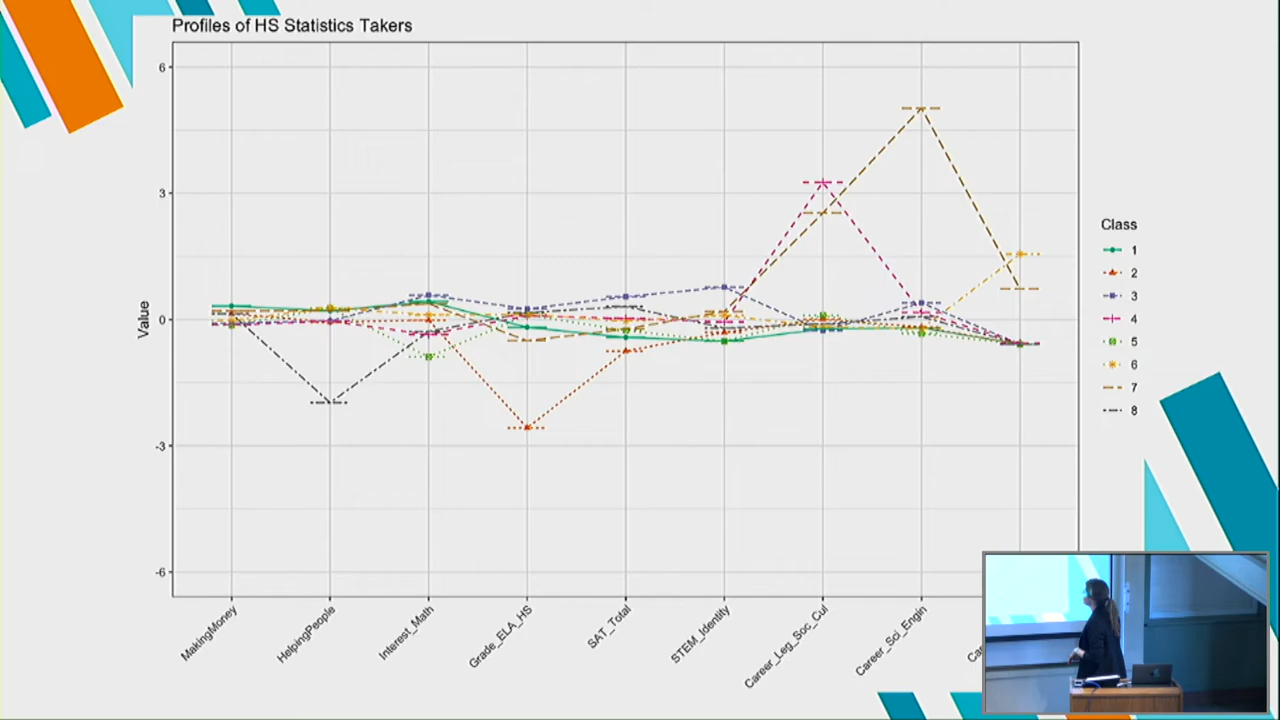 Profiles of HS Statistics Takers
6
3
0
-3
-6
Value
MakingMoney
HelpingPeople
Interest_Math
Grade_ELA_HS
SAT_Total
STEM_Identity
Career_Leg_Soc_Cul
Career_Sci_Engin
Class
1
2
3
4
5
6
7
8